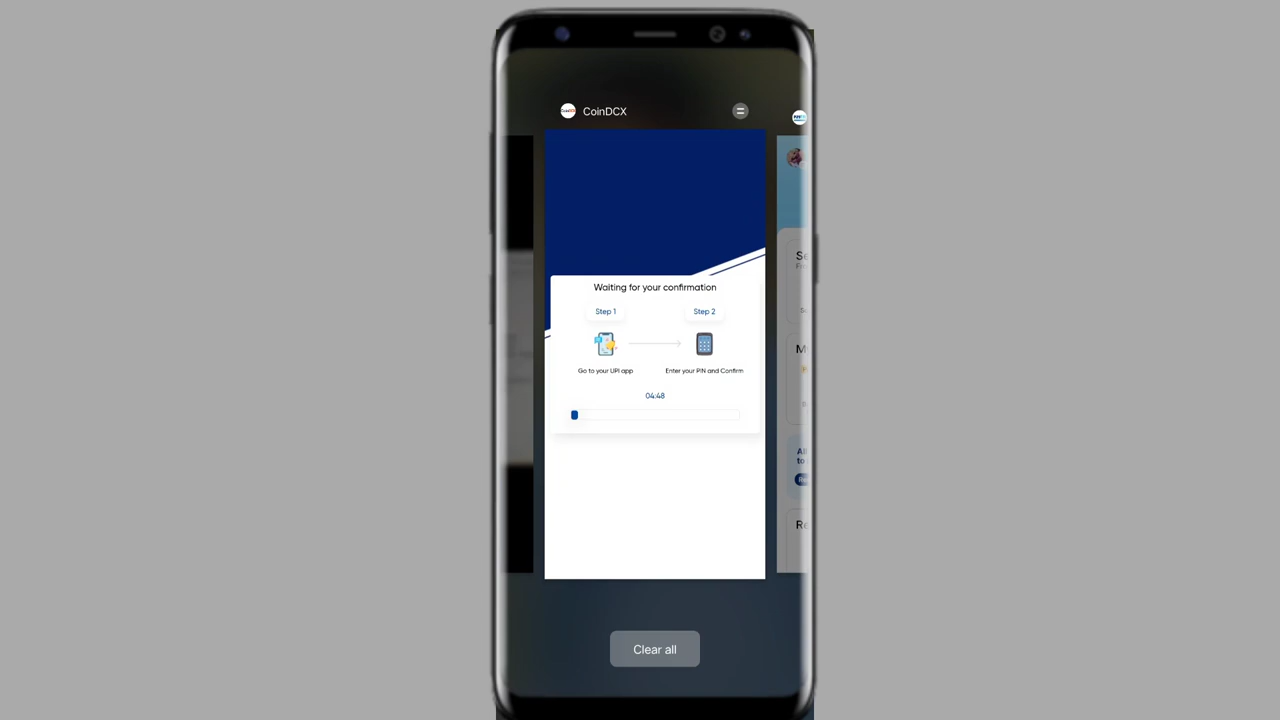 CoinDCX
Waiting for your confirmation
Step 1
Step 2
Go to your UPI app
Enter your PIN and Confirm
04:48
Clear all